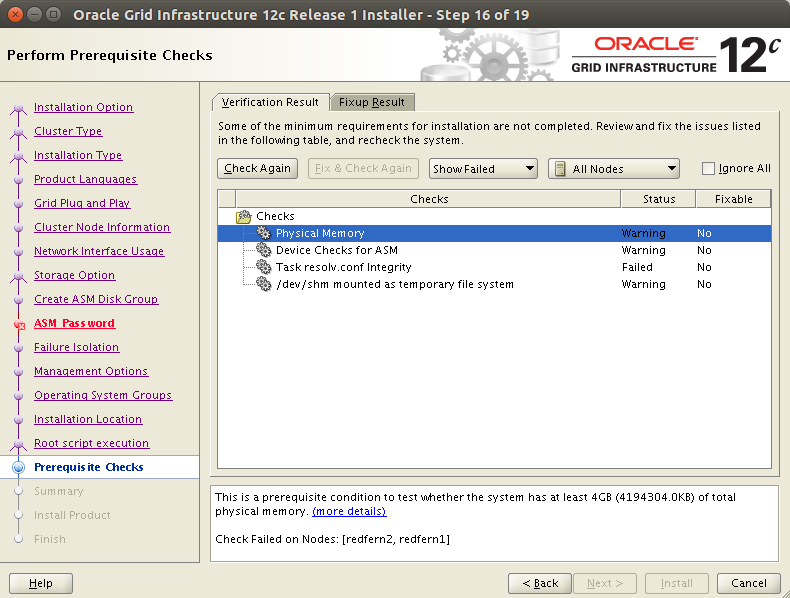 Oracle Grid Infrastructure 12c Release 1 Installer - Step 16 of 19
Perform Prerequisite Checks
ORACLE®
GRID INFRASTRUCTURE 12c
Installation Option
Cluster Type
Installation Type
Product Languages
Grid Plug and Play
Cluster Node Information
Network Interface Usage
Storage Option
Create ASM Disk Group
ASM Password
Failure Isolation
Management Options
Operating System Groups
Installation Location
Root script execution
Prerequisite Checks
Summary
Install Product
Finish
Verification Result Fixup Result
Some of the minimum requirements for installation are not completed. Review and fix the issues listed
in the following table, and recheck the system.
Check Again Fix & Check Again Show Failed All Nodes Ignore All
Checks Status Fixable
Checks
Physical Memory Warning No
Device Checks for ASM Warning No
Task resolv.conf Integrity Failed No
/dev/shm mounted as temporary file system Warning No
This is a prerequisite condition to test whether the system has at least 4GB (4194304.0KB) of total
physical memory. (more details)
Check Failed on Nodes: [redfern2, redfern1]
Help < Back Next > Install Cancel